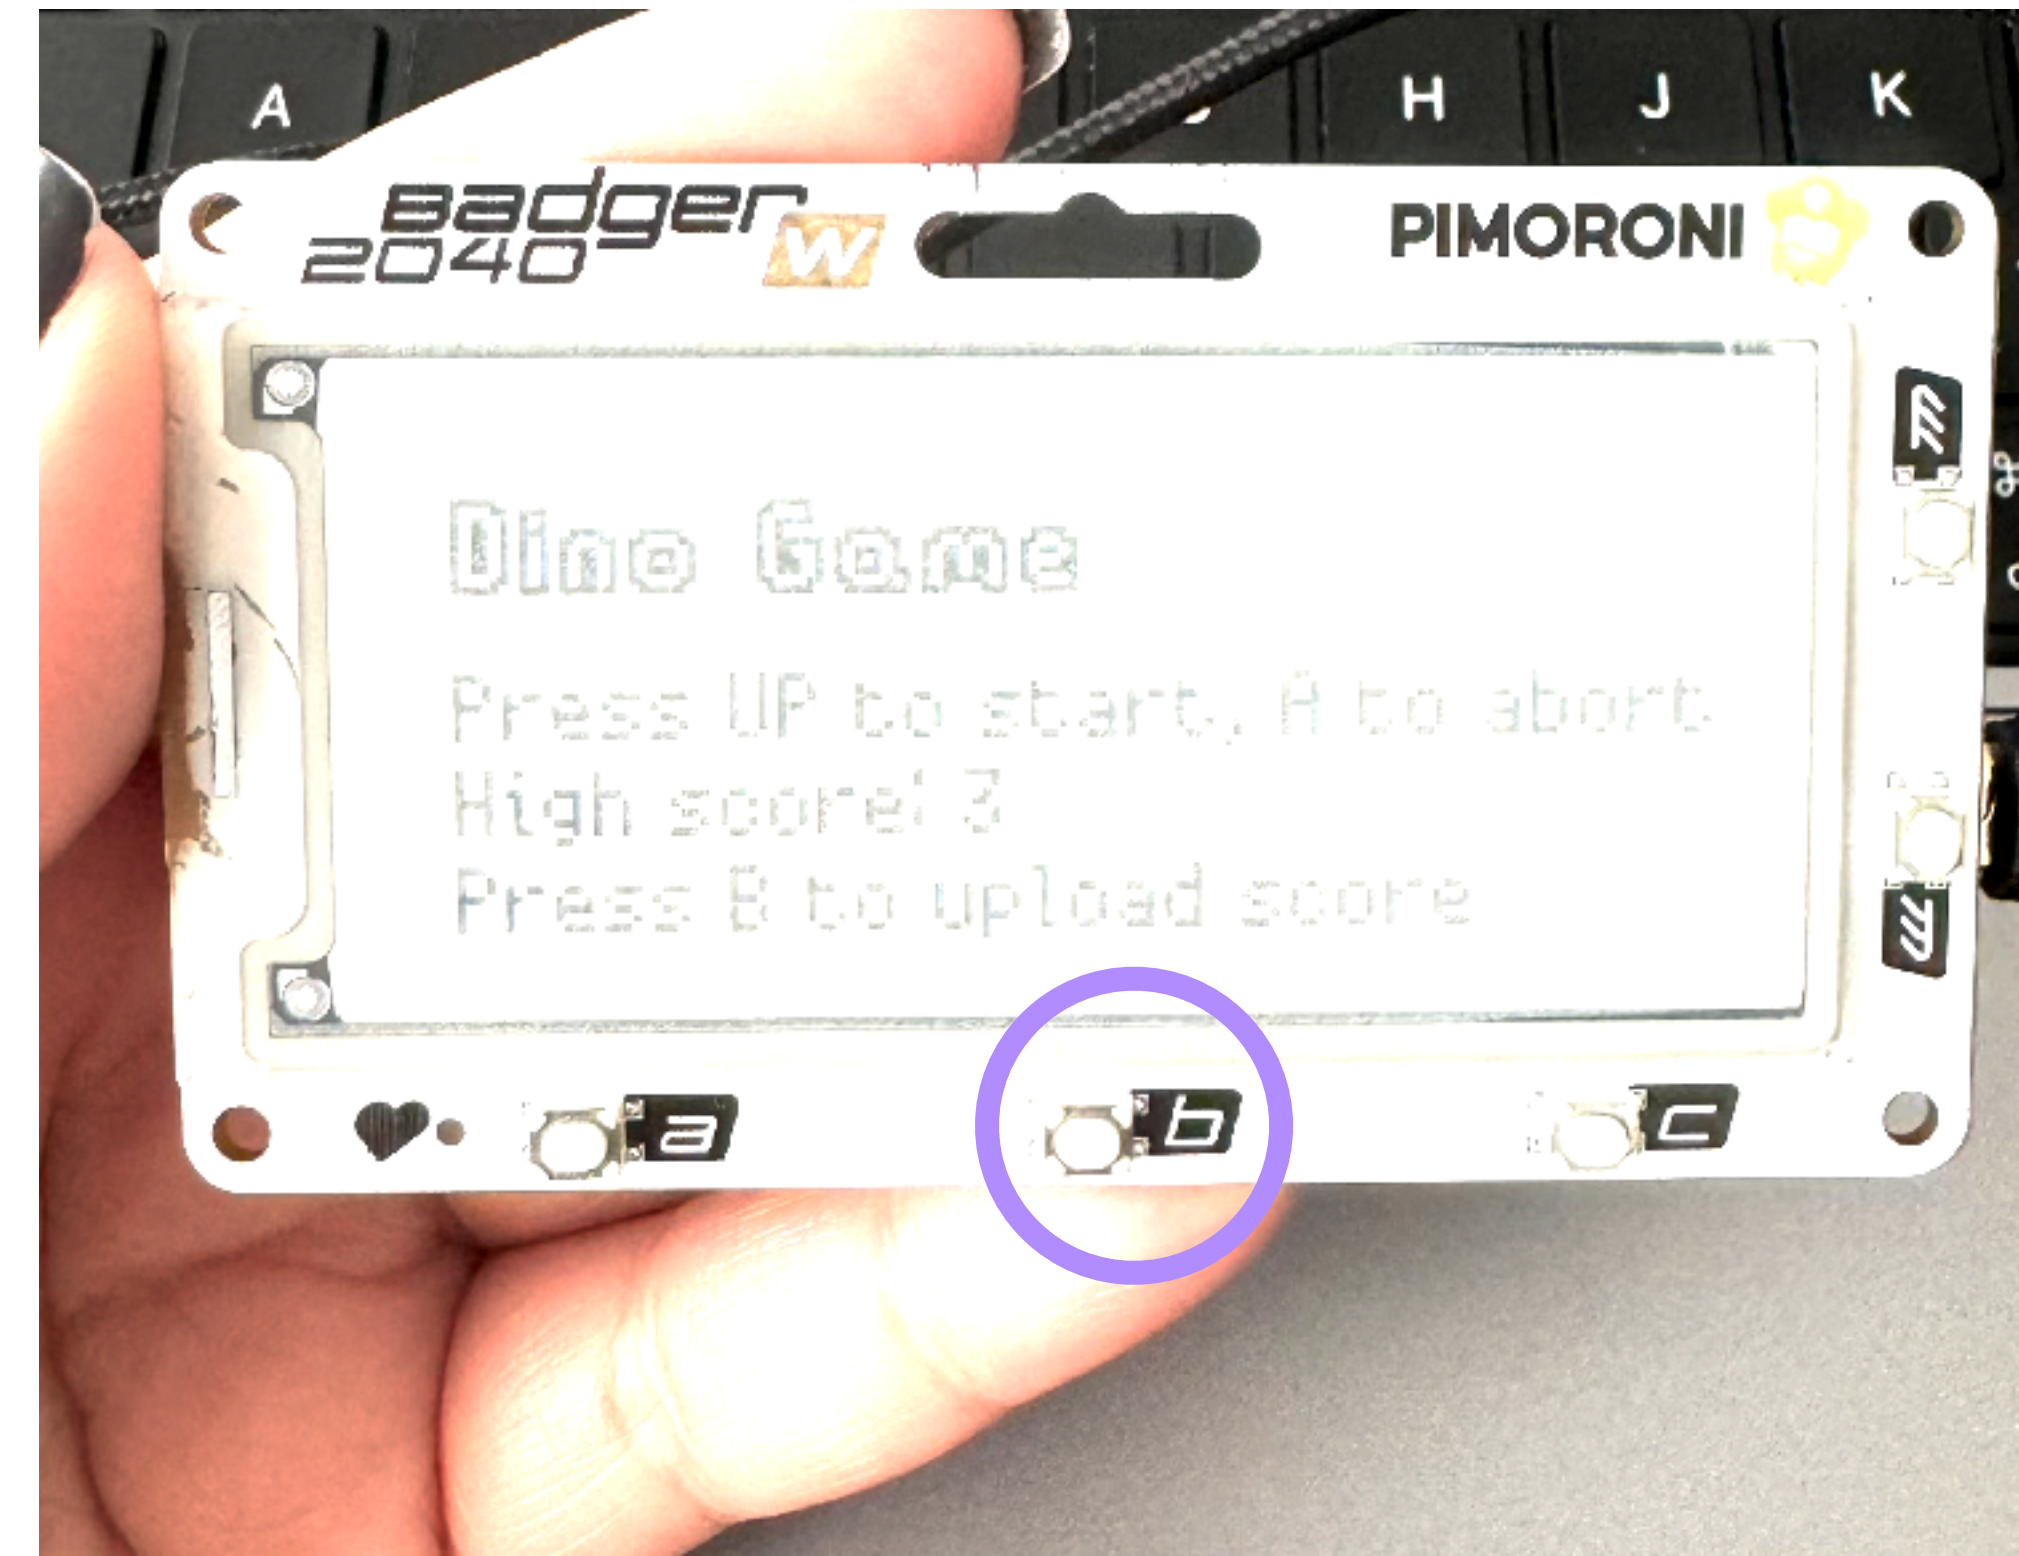 A H J K
Badger
2040 W
PIMORONI
Dino Game
Press UP to start, A to abort
High score: 3
Press B to upload score
a b c